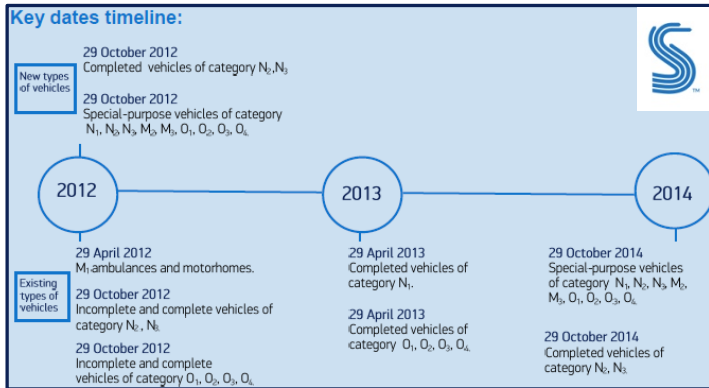 Key dates timeline:
29 October 2012
Completed vehicles of category N₂,N₃
New types
of vehicles
29 October 2012
Special-purpose vehicles of category
N₁, N₂, N₃, M₂, M₃, O₁, O₂, O₃, O₄.
TM
2012
2013
2014
Existing
types of
vehicles
29 April 2012
M₁ ambulances and motorhomes.
29 October 2012
Incomplete and complete vehicles of
category N₂ , N₃.
29 October 2012
Incomplete and complete
vehicles of category O₁, O₂, O₃, O₄.
29 April 2013
Completed vehicles of
category N₁.
29 April 2013
Completed vehicles of
category O₁, O₂, O₃, O₄.
29 October 2014
Special-purpose vehicles
of category N₁, N₂, N₃, M₂,
M₃, O₁, O₂, O₃, O₄.
29 October 2014
Completed vehicles of
category N₂, N₃.